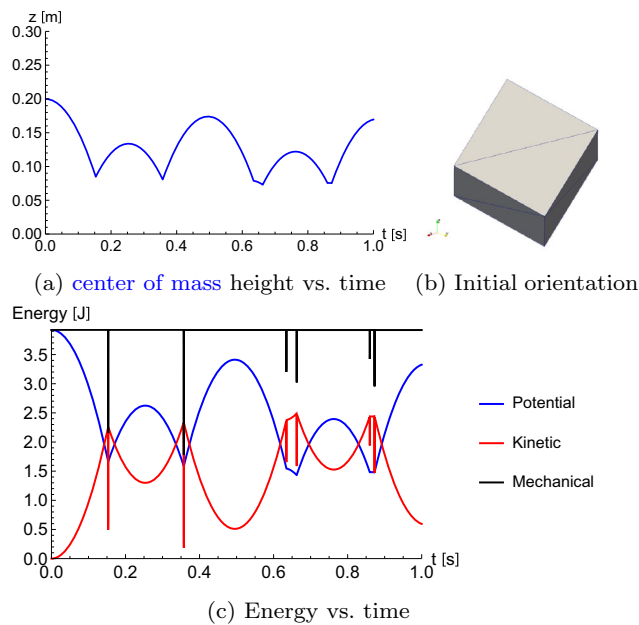 z [m]
0.30
0.25
0.20
0.15
0.10
0.05
0.00
0.0 0.2 0.4 0.6 0.8 1.0
t [s]
(a) center of mass height vs. time
(b) Initial orientation
Energy [J]
3.5
3.0
2.5
2.0
1.5
1.0
0.5
0.0
0.0 0.2 0.4 0.6 0.8 1.0
t [s]
Potential
Kinetic
Mechanical
(c) Energy vs. time